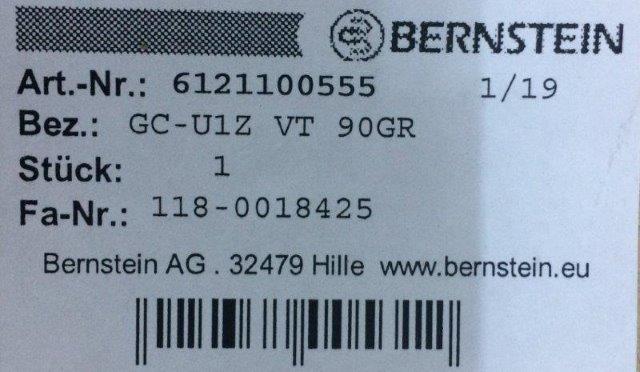 BERNSTEIN
Art.-Nr.: 6121100555 1/19
Bez.: GC-U1Z VT 90GR
Stück: 1
Fa-Nr.: 118-0018425
Bernstein AG . 32479 Hille www.bernstein.eu